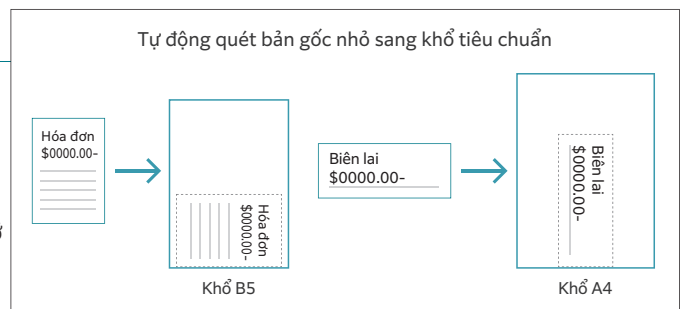 Tự động quét bản gốc nhỏ sang khổ tiêu chuẩn
Hóa đơn
$0000.00-
Hóa đơn
$0000.00-
Khổ B5
Biên lai
$0000.00-
Biên lai
$0000.00-
Khổ A4